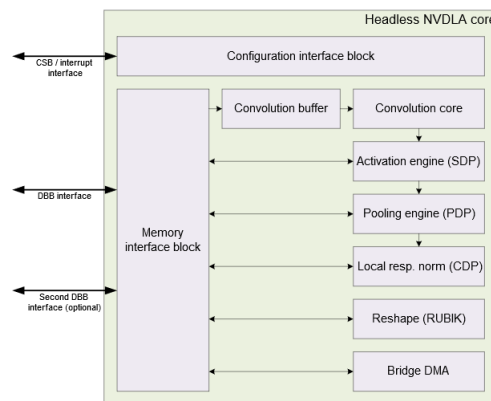 Headless NVDLA core
CSB / interrupt
interface
Configuration interface block
Convolution buffer
Convolution core
Activation engine (SDP)
DBB interface
Pooling engine (PDP)
Memory
interface block
Local resp. norm (CDP)
Second DBB
interface (optional)
Reshape (RUBIK)
Bridge DMA